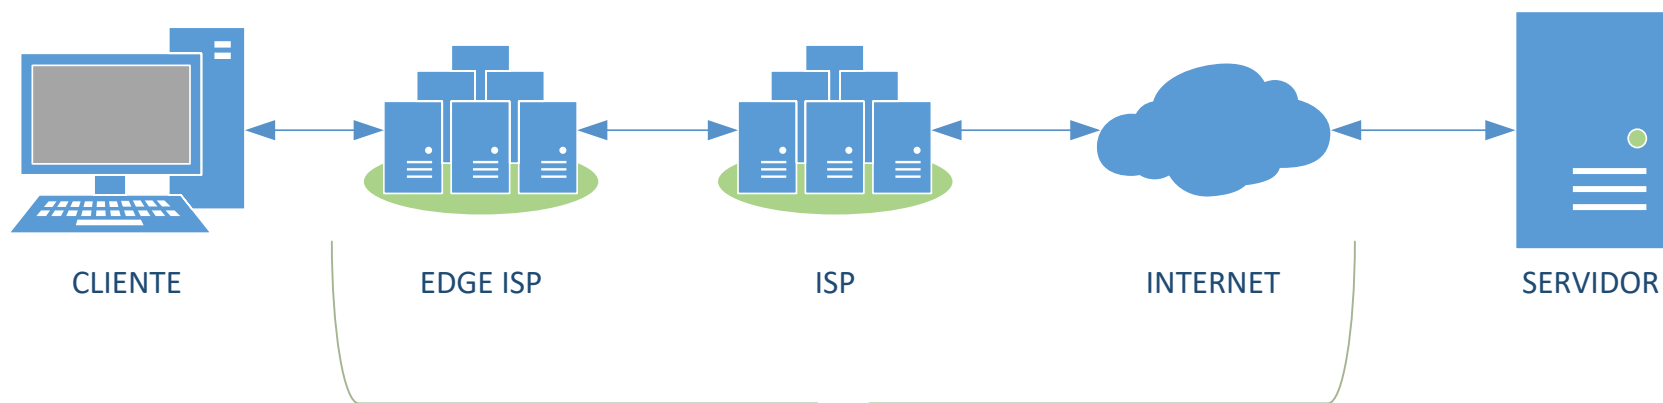 CLIENTE
EDGE ISP
ISP
INTERNET
SERVIDOR